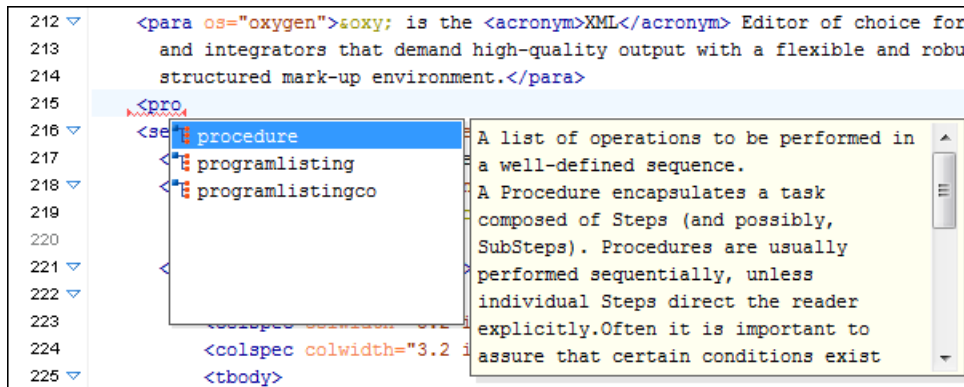 212 <para os="oxygen">&oxy; is the <acronym>XML</acronym> Editor of choice for
213 and integrators that demand high-quality output with a flexible and robu
214 structured mark-up environment.</para>
215 <pro
216 <se
procedure
programlisting
programlistingco
A list of operations to be performed in
a well-defined sequence.
A Procedure encapsulates a task
composed of Steps (and possibly,
SubSteps). Procedures are usually
performed sequentially, unless
individual Steps direct the reader
explicitly.Often it is important to
assure that certain conditions exist
217 <
218 <
219
220
221 <
222
223
224 <colspec colwidth="3.2 i
225 <tbody>